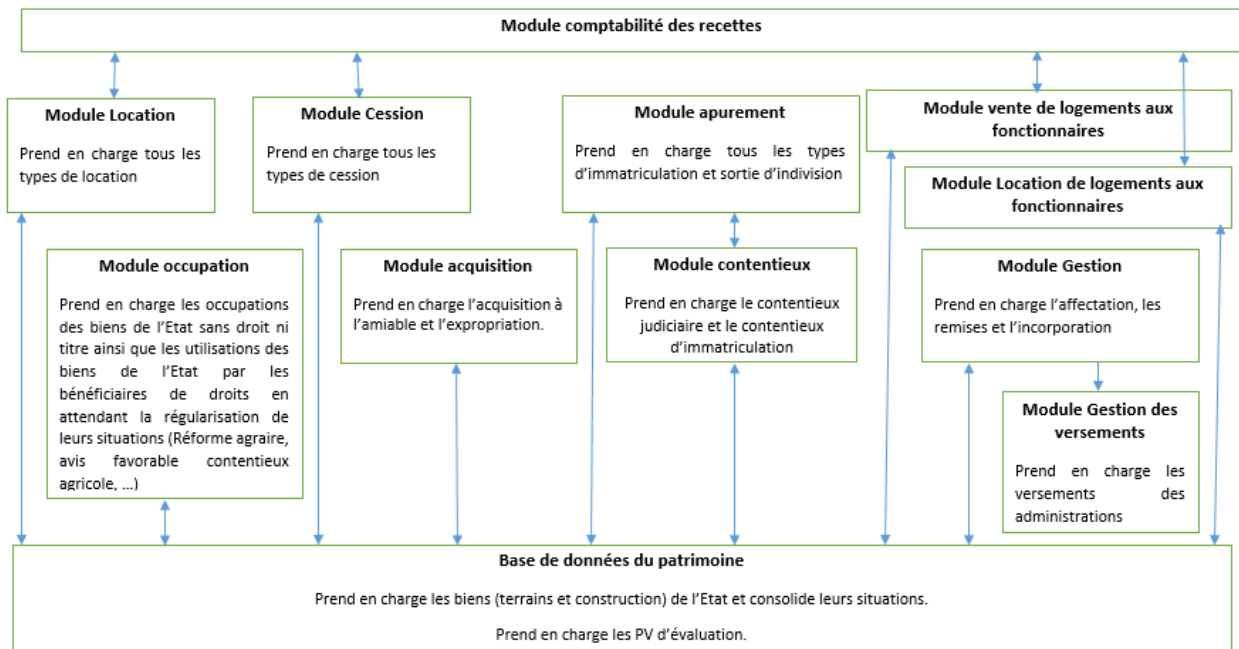 Module comptabilité des recettes
Module Location
Prend en charge tous les
types de location
Module Cession
Prend en charge tous les
types de cession
Module apurement
Prend en charge tous les types
d’immatriculation et sortie d’indivision
Module vente de logements aux
fonctionnaires
Module Location de logements aux
fonctionnaires
Module occupation
Prend en charge les occupations
des biens de l’Etat sans droit ni
titre ainsi que les utilisations des
biens de l’Etat par les
bénéficiaires de droits en
attendant la régularisation de
leurs situations (Réforme agraire,
avis favorable contentieux
agricole, …)
Module acquisition
Prend en charge l’acquisition à
l’amiable et l’expropriation.
Module contentieux
Prend en charge le contentieux
judiciaire et le contentieux
d’immatriculation
Module Gestion
Prend en charge l’affectation, les
remises et l’incorporation
Module Gestion des
versements
Prend en charge les
versements des
administrations
Base de données du patrimoine
Prend en charge les biens (terrains et construction) de l’Etat et consolide leurs situations.
Prend en charge les PV d’évaluation.